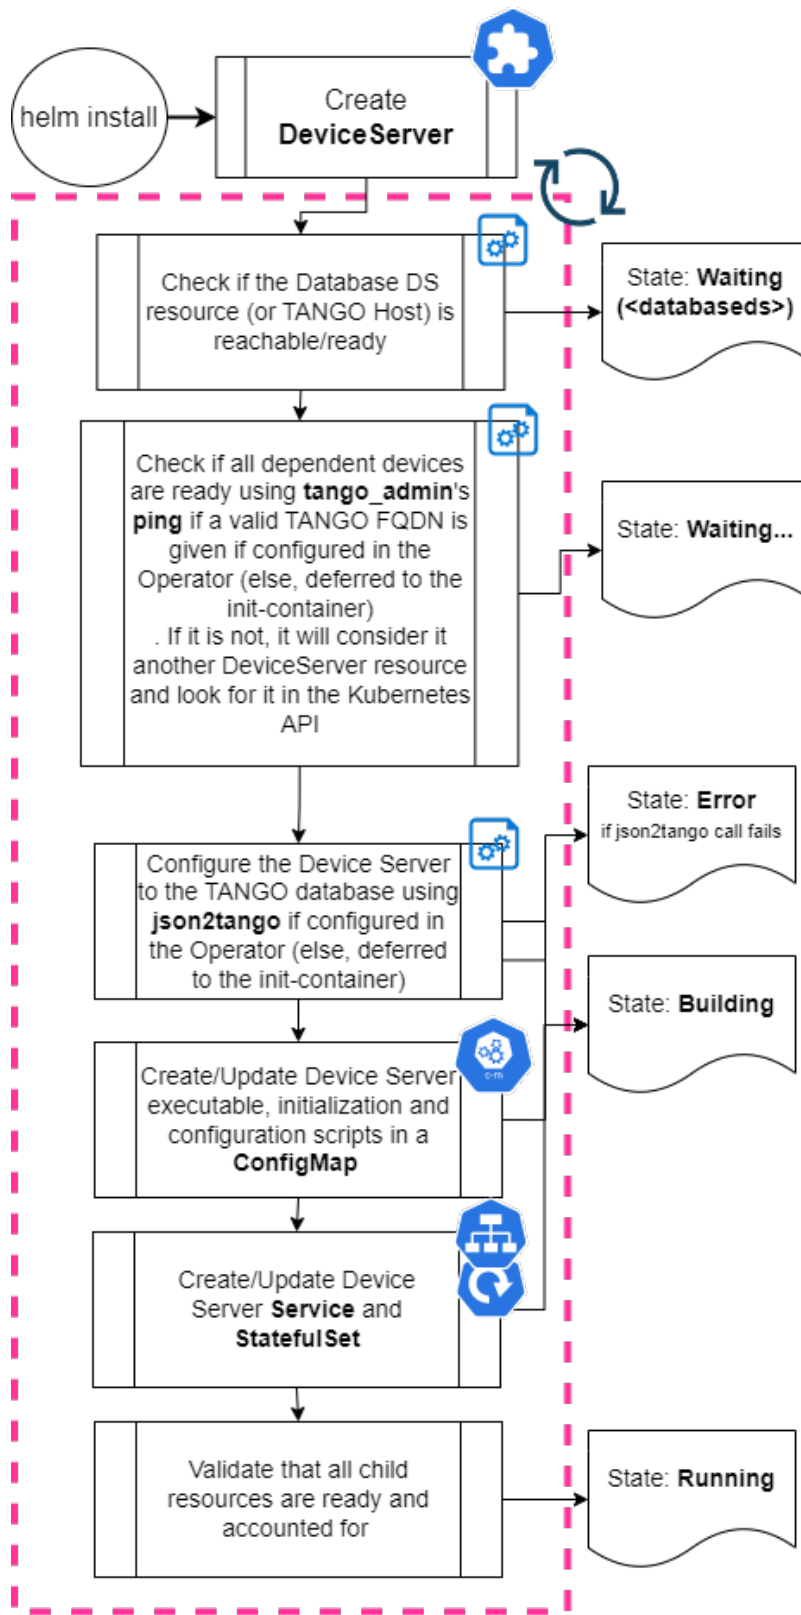 helm install
Create
DeviceServer
Check if the Database DS
resource (or TANGO Host) is
reachable/ready
State: Waiting
(<databaseds>)
Check if all dependent devices
are ready using tango_admin's
ping if a valid TANGO FQDN is
given if configured in the
Operator (else, deferred to the
init-container)
. If it is not, it will consider it
another DeviceServer resource
and look for it in the Kubernetes
API
State: Waiting...
State: Error
if json2tango call fails
Configure the Device Server
to the TANGO database using
json2tango if configured in
the Operator (else, deferred
to the init-container)
State: Building
c-m
Create/Update Device Server
executable, initialization and
configuration scripts in a
ConfigMap
Create/Update Device
Server Service and
StatefulSet
Validate that all child
resources are ready and
accounted for
State: Running